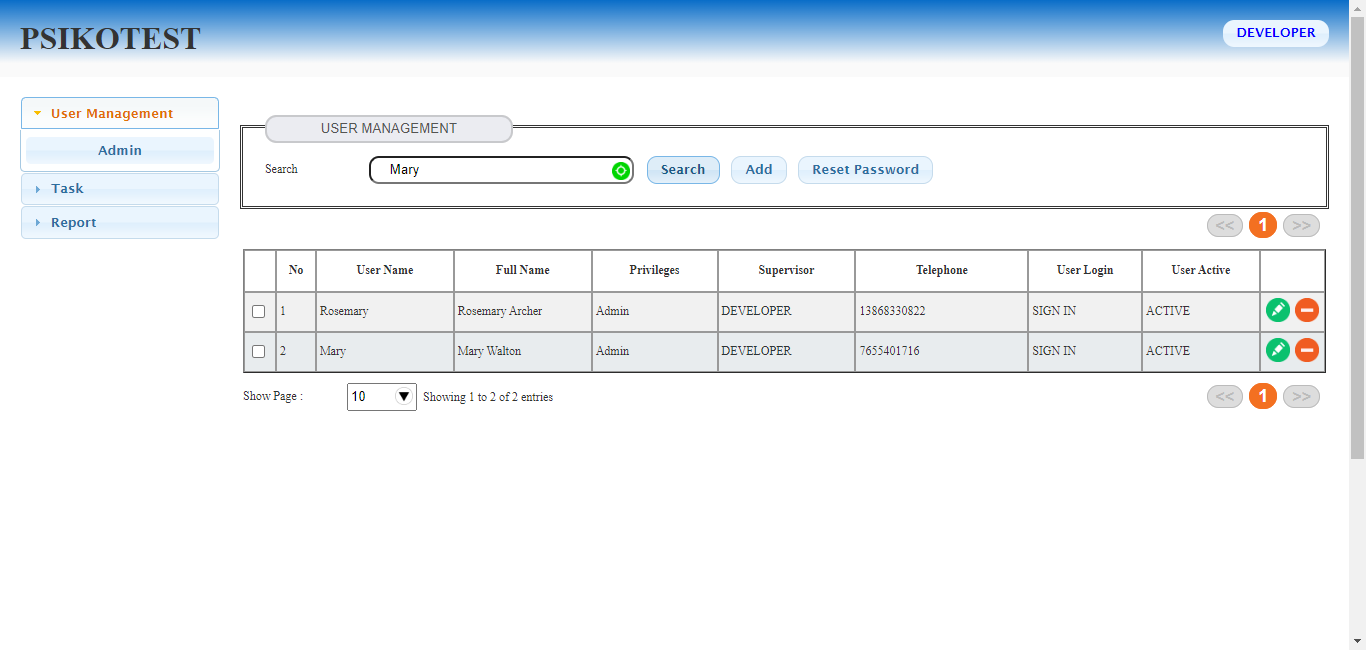 PSIKOTEST
DEVELOPER
User Management
Admin
Task
Report
USER MANAGEMENT
Search Mary Search Add Reset Password
<< 1 >>
No User Name Full Name Privileges Supervisor Telephone User Login User Active
1 Rosemary Rosemary Archer Admin DEVELOPER 13868330822 SIGN IN ACTIVE
2 Mary Mary Walton Admin DEVELOPER 7655401716 SIGN IN ACTIVE
Show Page : 10 Showing 1 to 2 of 2 entries
<< 1 >>